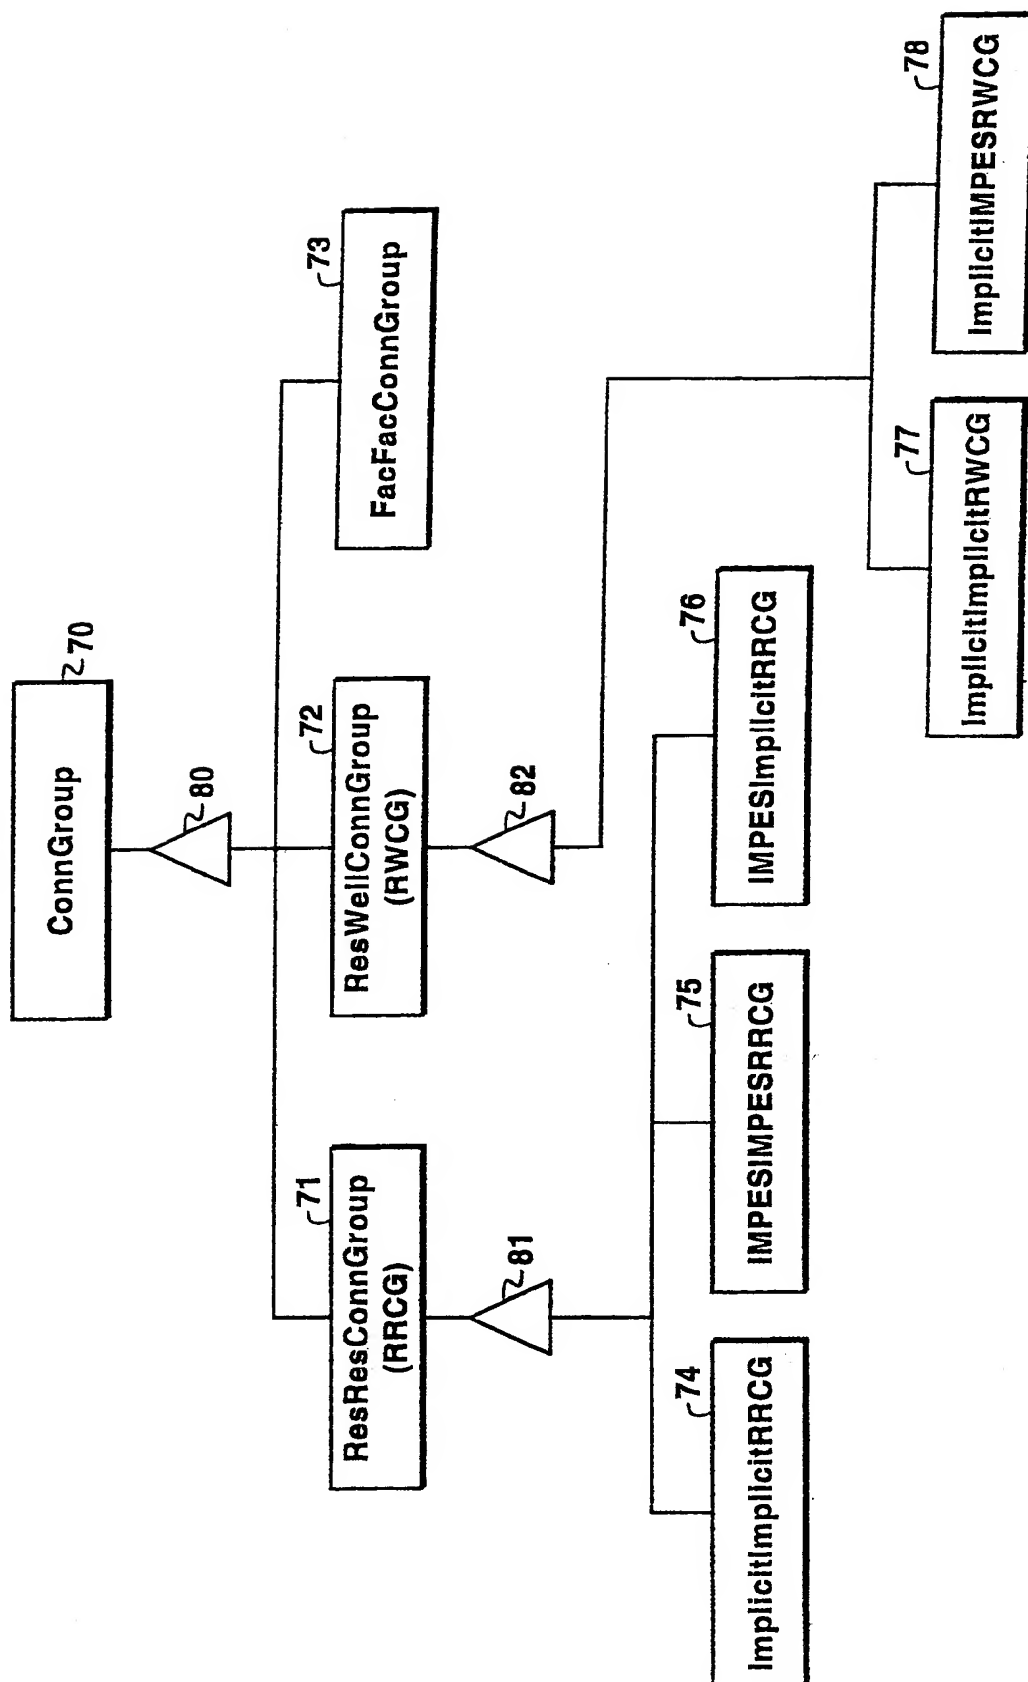 ConnGroup
70
80
ResResConnGroup
(RRCG)
71
ResWellConnGroup
(RWCG)
72
FacFacConnGroup
73
81
82
ImplicitImplicitRRCG
74
IMPESIMPESRRCG
75
IMPESImplicitRRCG
76
ImplicitImplicitRWCG
77
ImplicitIMPESRWCG
78